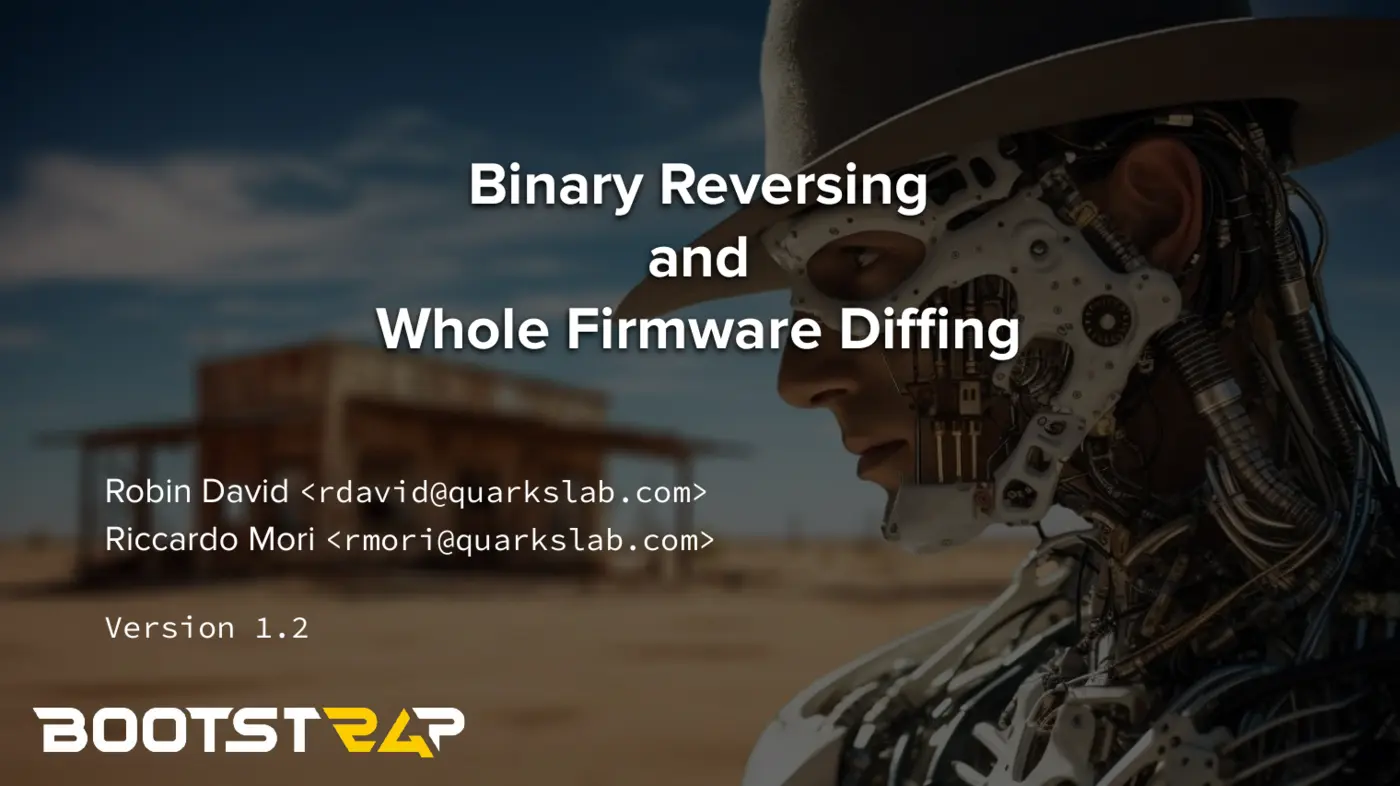 Binary Reversing
and
Whole Firmware Diffing
Robin David <rdavid@quarkslab.com>
Riccardo Mori <rmori@quarkslab.com>
Version 1.2
BOOTSTR4P